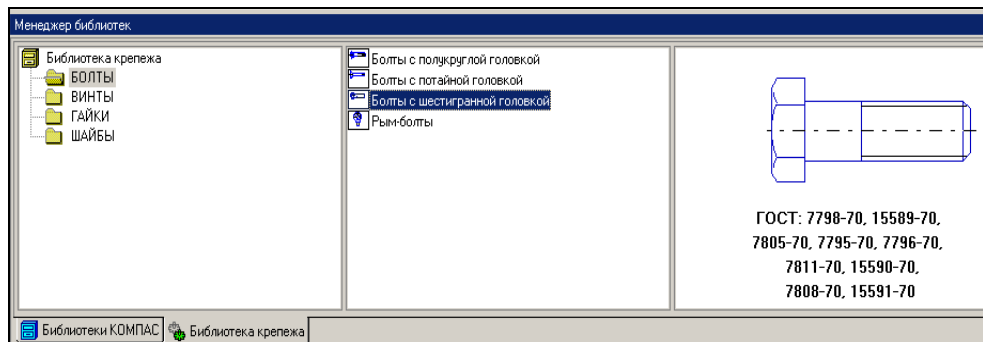 Менеджер библиотек
Библиотека крепежа
БОЛТЫ
ВИНТЫ
ГАЙКИ
ШАЙБЫ
Болты с полукруглой головкой
Болты с потайной головкой
Болты с шестигранной головкой
Рым-болты
ГОСТ: 7798-70, 15589-70,
7805-70, 7795-70, 7796-70,
7811-70, 15590-70,
7808-70, 15591-70
Библиотеки КОМПАС
Библиотека крепежа